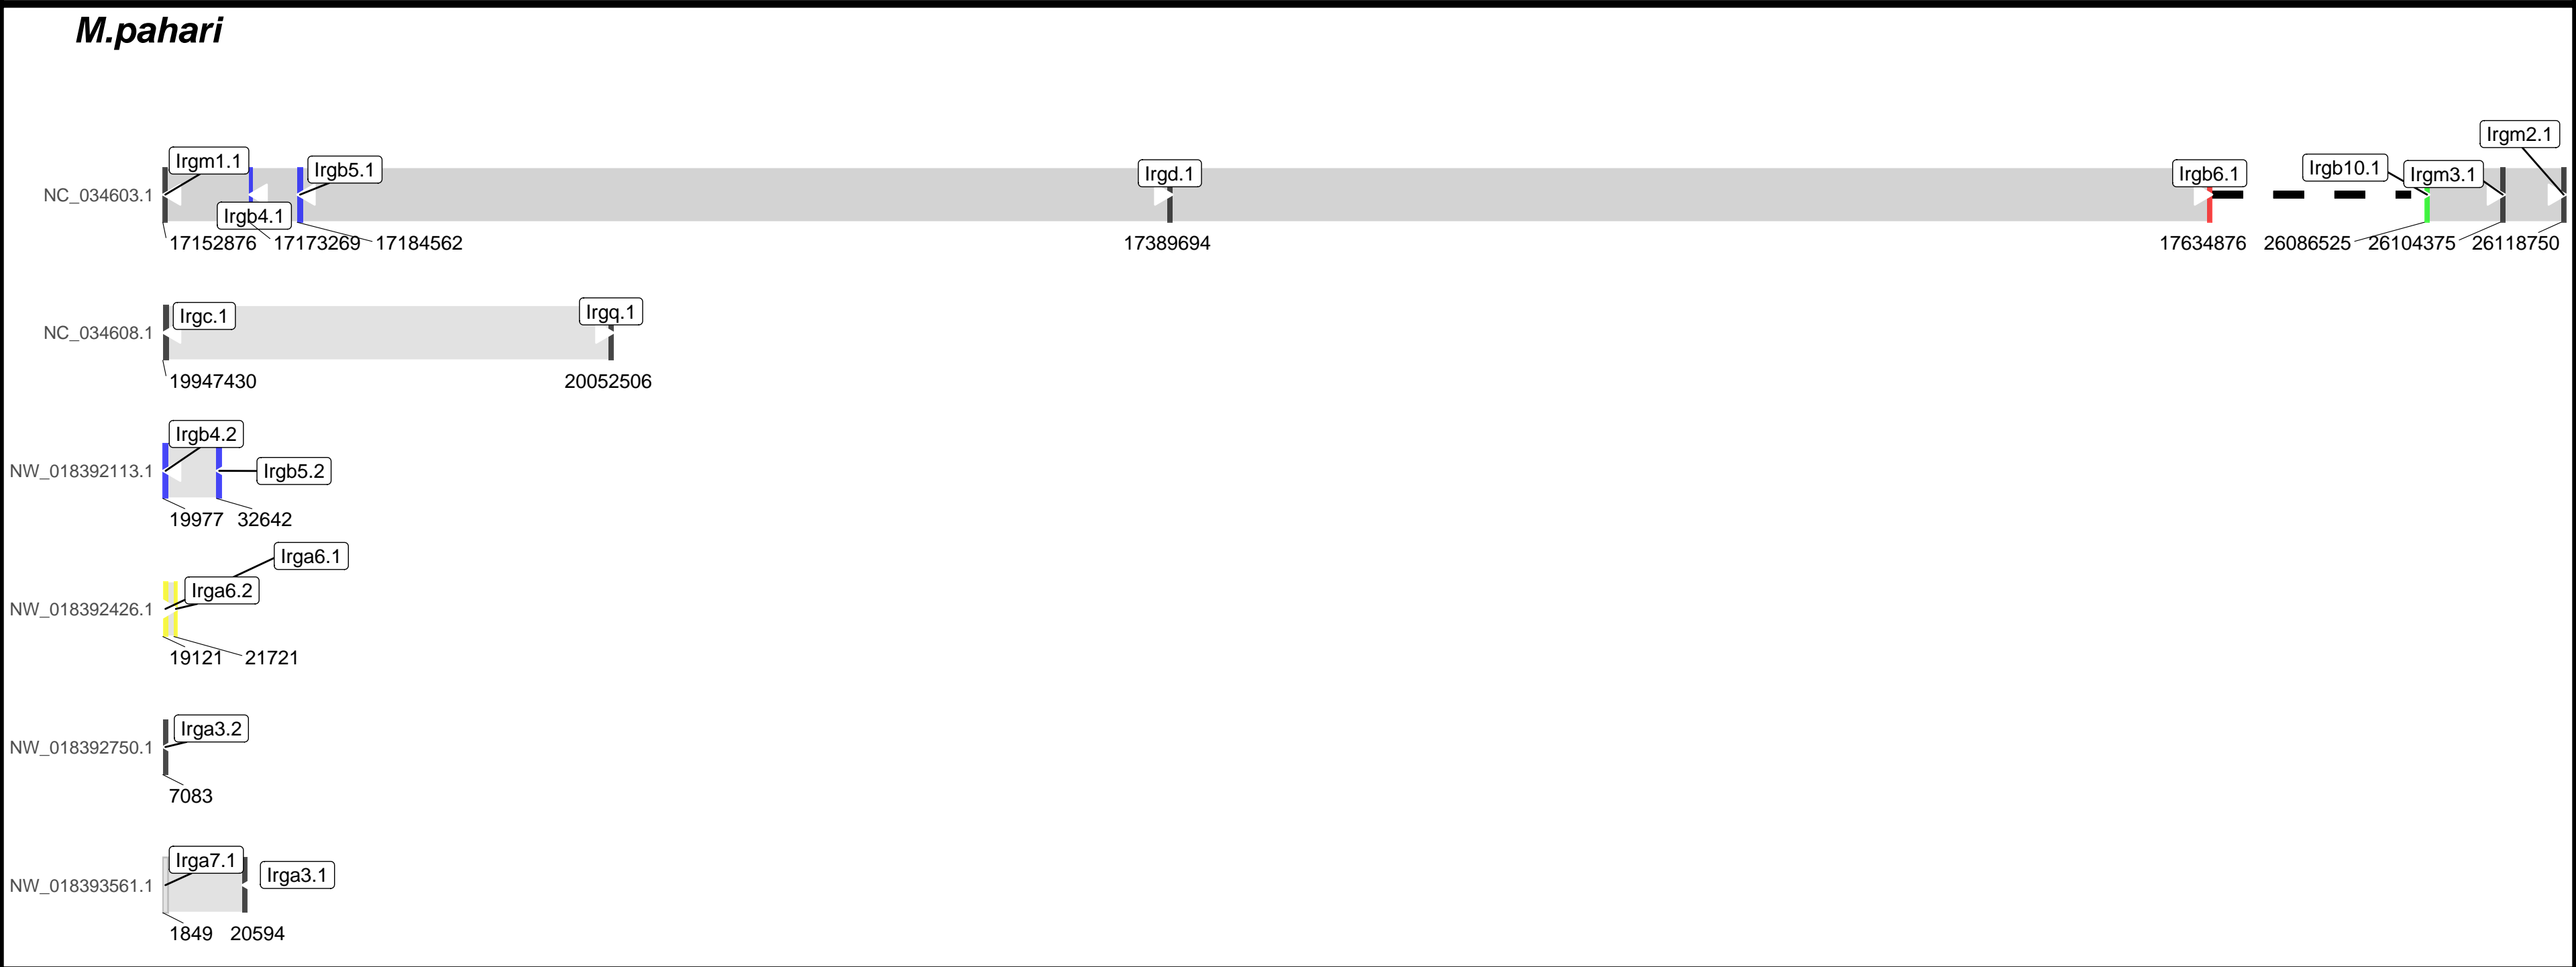 M.pahari
Irgm2.1
Irgm1.1 Irgb5.1 Irgd.1 Irgb6.1 Irgb10.1 Irgm3.1
NC_034603.1
Irgb4.1
17152876 17173269 17184562 17389694 17634876 26086525 26104375 26118750
Irgc.1 Irgq.1
NC_034608.1
19947430 20052506
Irgb4.2
NW_018392113.1 Irgb5.2
19977 32642
Irga6.1
Irga6.2
NW_018392426.1
19121 21721
Irga3.2
NW_018392750.1
7083
Irga7.1
Irga3.1
NW_018393561.1
1849 20594